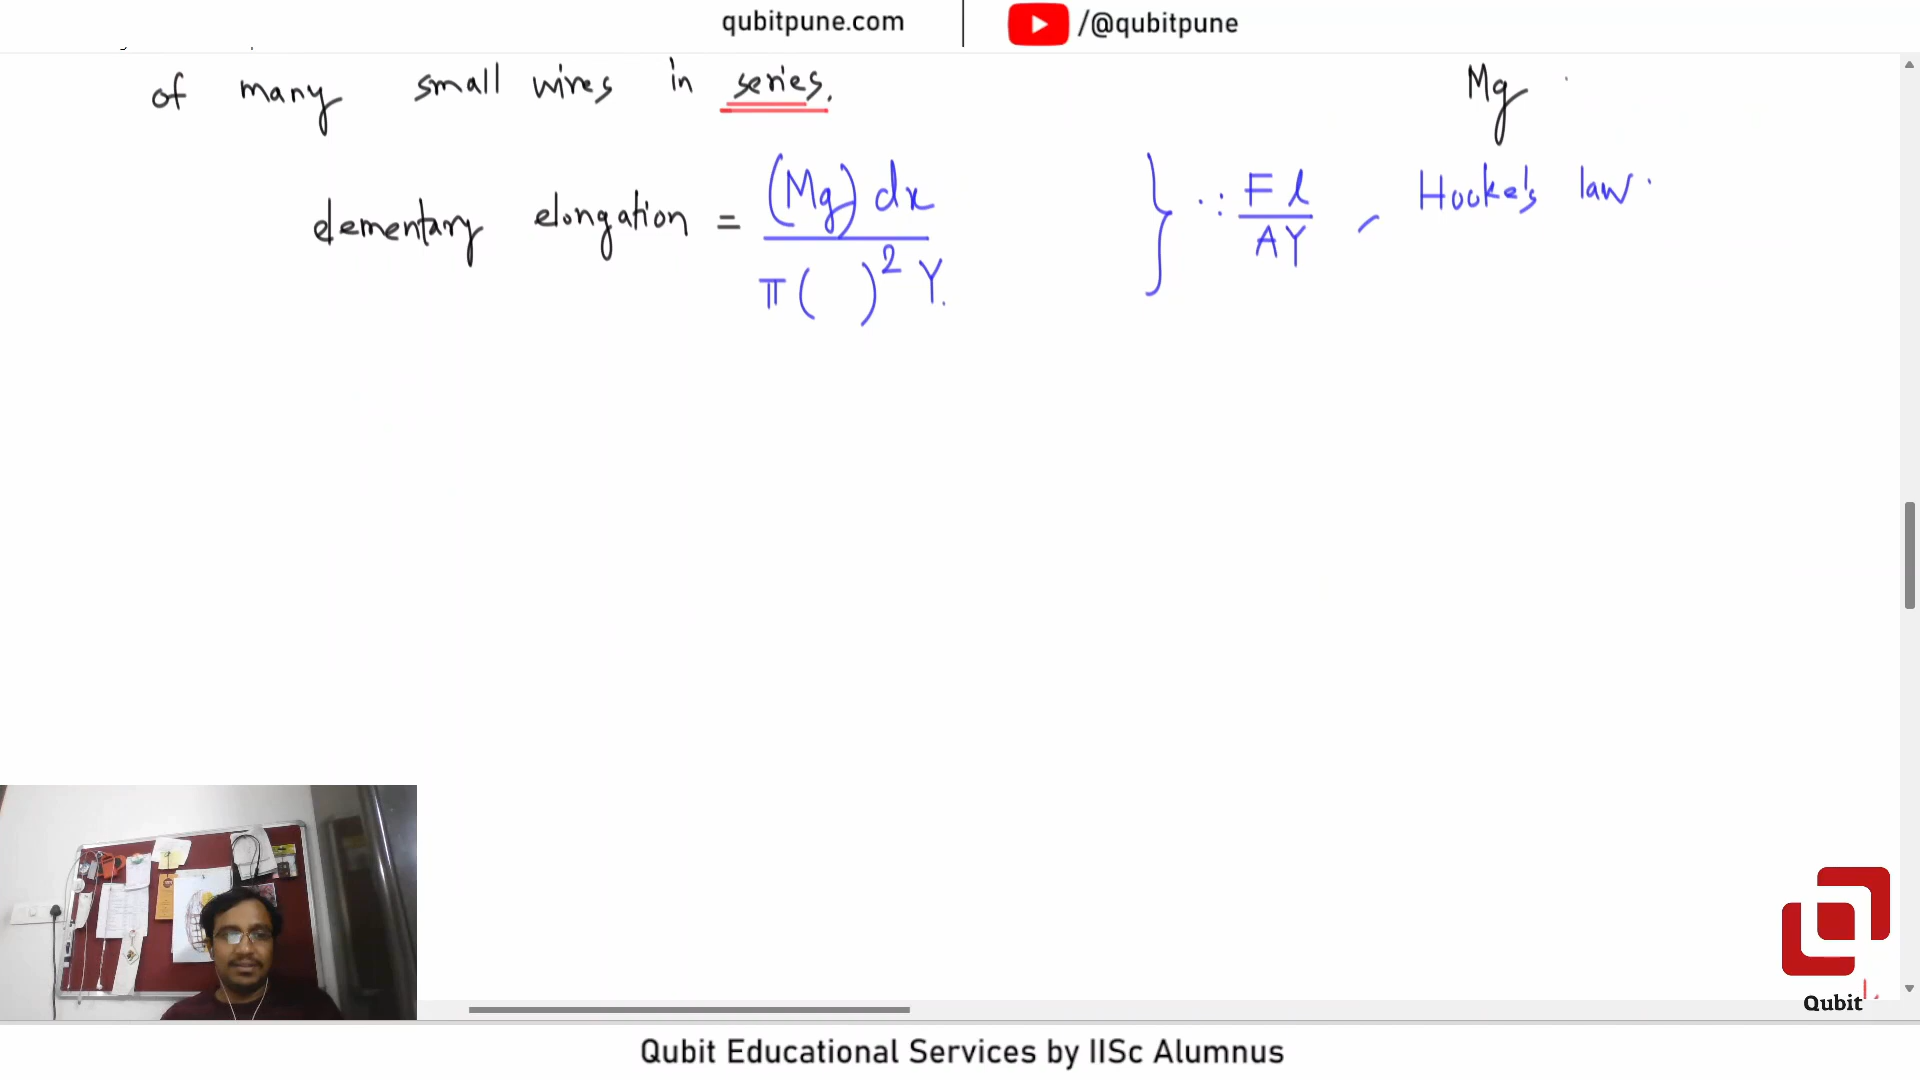 qubitpune.com /@qubitpune
of many small wires in series.
Mg
elementary elongation = (Mg) dx / π( )² Y. } ∵ Fl / AY , Hooke's law.
Qubit
Qubit Educational Services by IISc Alumnus